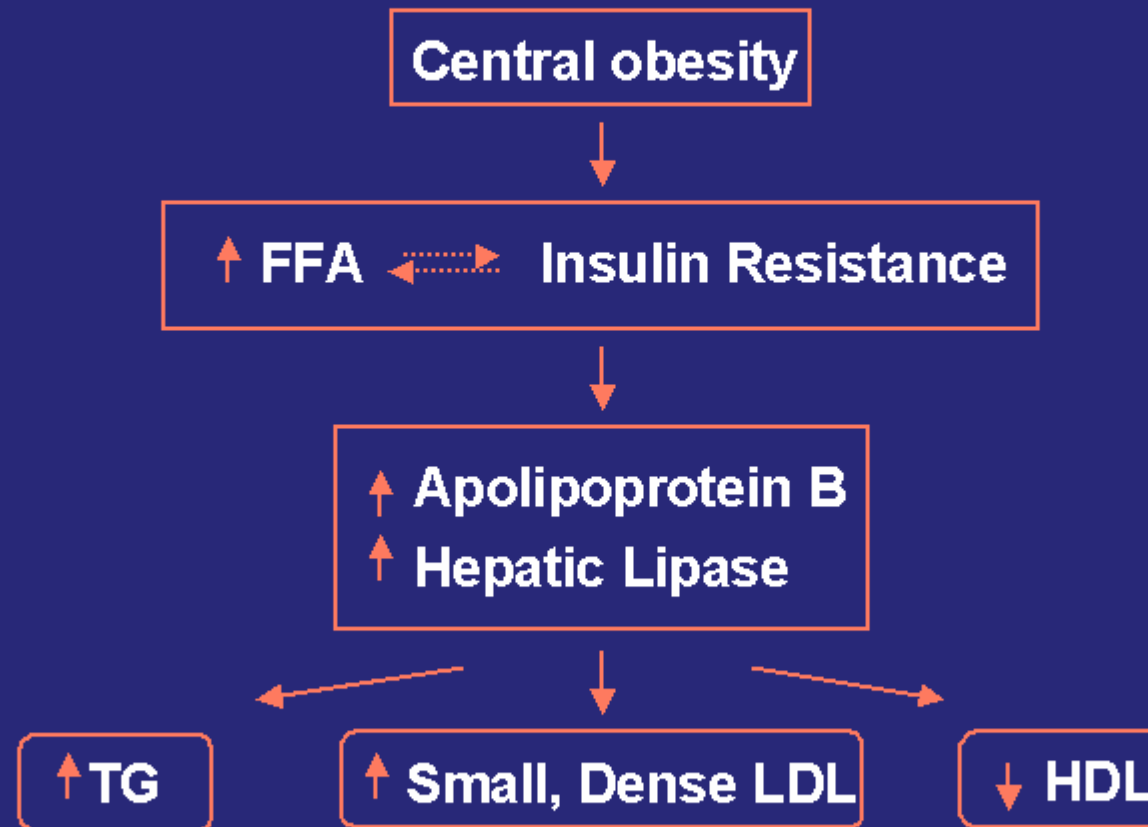 Central obesity
↑ FFA Insulin Resistance
↑ Apolipoprotein B
↑ Hepatic Lipase
↑ TG ↑ Small, Dense LDL ↓ HDL